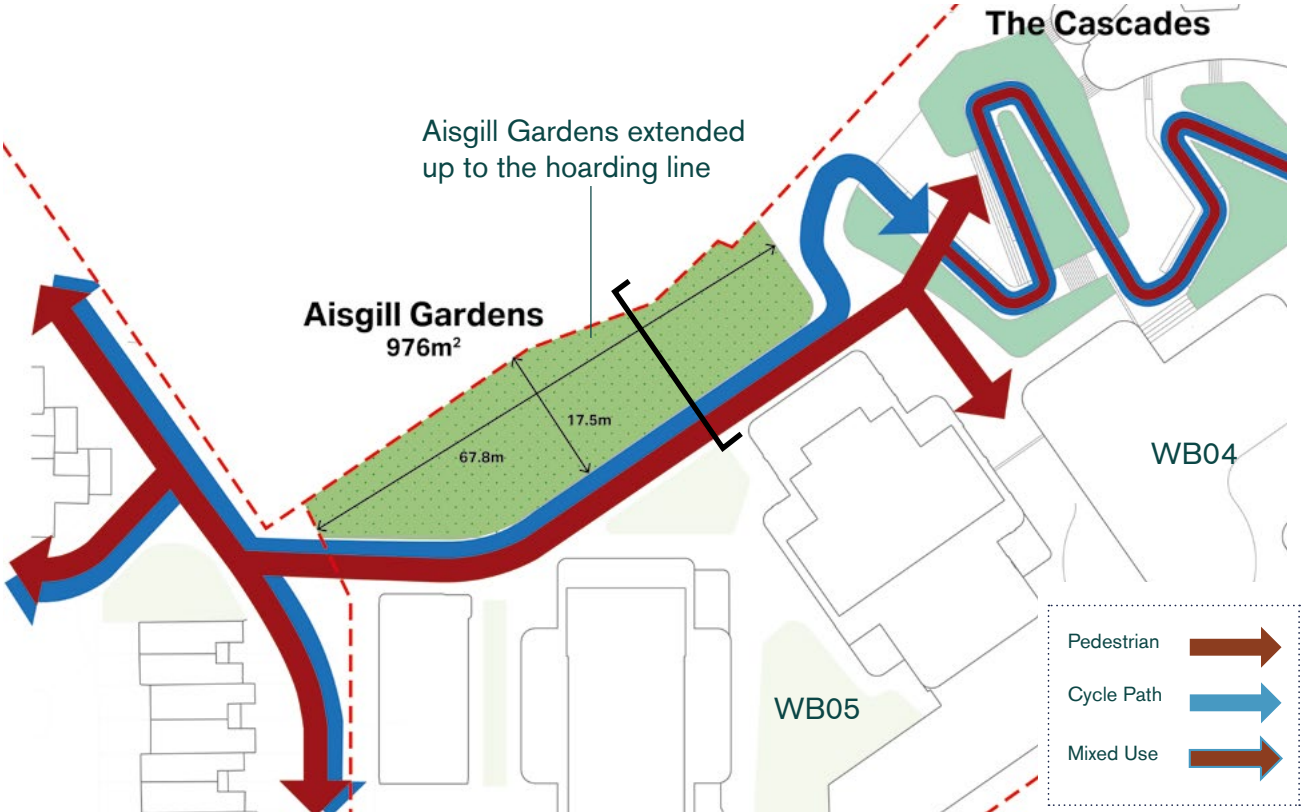 The Cascades
Aisgill Gardens extended
up to the hoarding line
Aisgill Gardens
976m²
17.5m
67.8m
WB04
WB05
Pedestrian
Cycle Path
Mixed Use